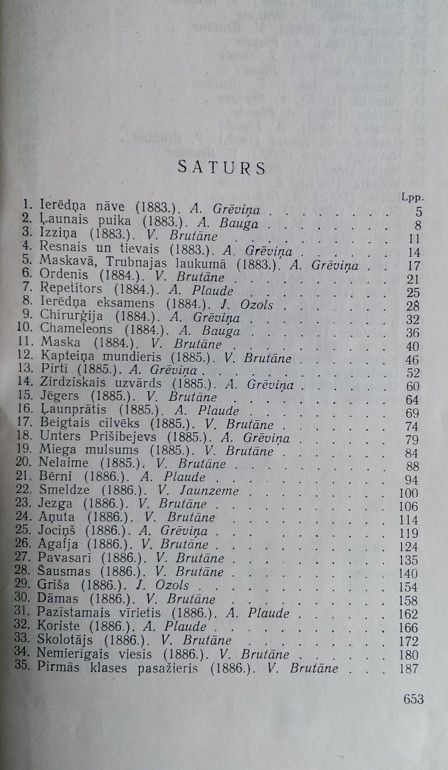 SATURS
Lpp.
1. Ierēdņa nāve (1883.). A. Grēviņa . . . . . . . . 5
2. Ļaunais puika (1883.). A. Bauga . . . . . . . . 8
3. Izziņa (1883.). V. Brutāne . . . . . . . . 11
4. Resnais un tievais (1883.). A. Grēviņa . . . . . . 14
5. Maskavā, Trubnajas laukumā (1883.). A. Grēviņa . . 17
6. Ordenis (1884.). V. Brutāne . . . . . . . . 21
7. Repetitors (1884.). A. Plaude . . . . . . . . 25
8. Ierēdņa eksamens (1884.). J. Ozols . . . . . . 28
9. Chirurģija (1884.). A. Grēviņa . . . . . . . . 32
10. Chameleons (1884.). A. Bauga . . . . . . . . 36
11. Maska (1884.). V. Brutāne . . . . . . . . 40
12. Kapteiņa mundieris (1885.). V. Brutāne . . . . . . 46
13. Pirtī (1885.). A. Grēviņa . . . . . . . . 52
14. Zirdziskais uzvārds (1885.). A. Grēviņa . . . . . . 60
15. Jēgers (1885.). V. Brutāne . . . . . . . . 64
16. Ļaunprātis (1885.). A. Plaude . . . . . . . . 69
17. Beigtais cilvēks (1885.). V. Brutāne . . . . . . 74
18. Unters Prišibejevs (1885.). A. Grēviņa . . . . . . 79
19. Miega mulsums (1885.). V. Brutāne . . . . . . 84
20. Nelaime (1885.). V. Brutāne . . . . . . . . 88
21. Bērni (1886.). A. Plaude . . . . . . . . 94
22. Smeldze (1886.). V. Jaunzeme . . . . . . . . 100
23. Jezga (1886.). V. Brutāne . . . . . . . . 106
24. Aņuta (1886.). V. Brutāne . . . . . . . . 114
25. Jociņš (1886.). A. Grēviņa . . . . . . . . 119
26. Agafja (1886.). V. Brutāne . . . . . . . . 124
27. Pavasarī (1886.). V. Brutāne . . . . . . . . 135
28. Šausmas (1886.). V. Brutāne . . . . . . . . 140
29. Griša (1886.). J. Ozols . . . . . . . . 154
30. Dāmas (1886.). V. Brutāne . . . . . . . . 158
31. Pazīstamais vīrietis (1886.). A. Plaude . . . . . . 162
32. Koriste (1886.). A. Plaude . . . . . . . . 166
33. Skolotājs (1886.). V. Brutāne . . . . . . . . 172
34. Nemierīgais viesis (1886.). V. Brutāne . . . . . . 180
35. Pirmās klases pasažieris (1886.). V. Brutāne . . . . 187
653